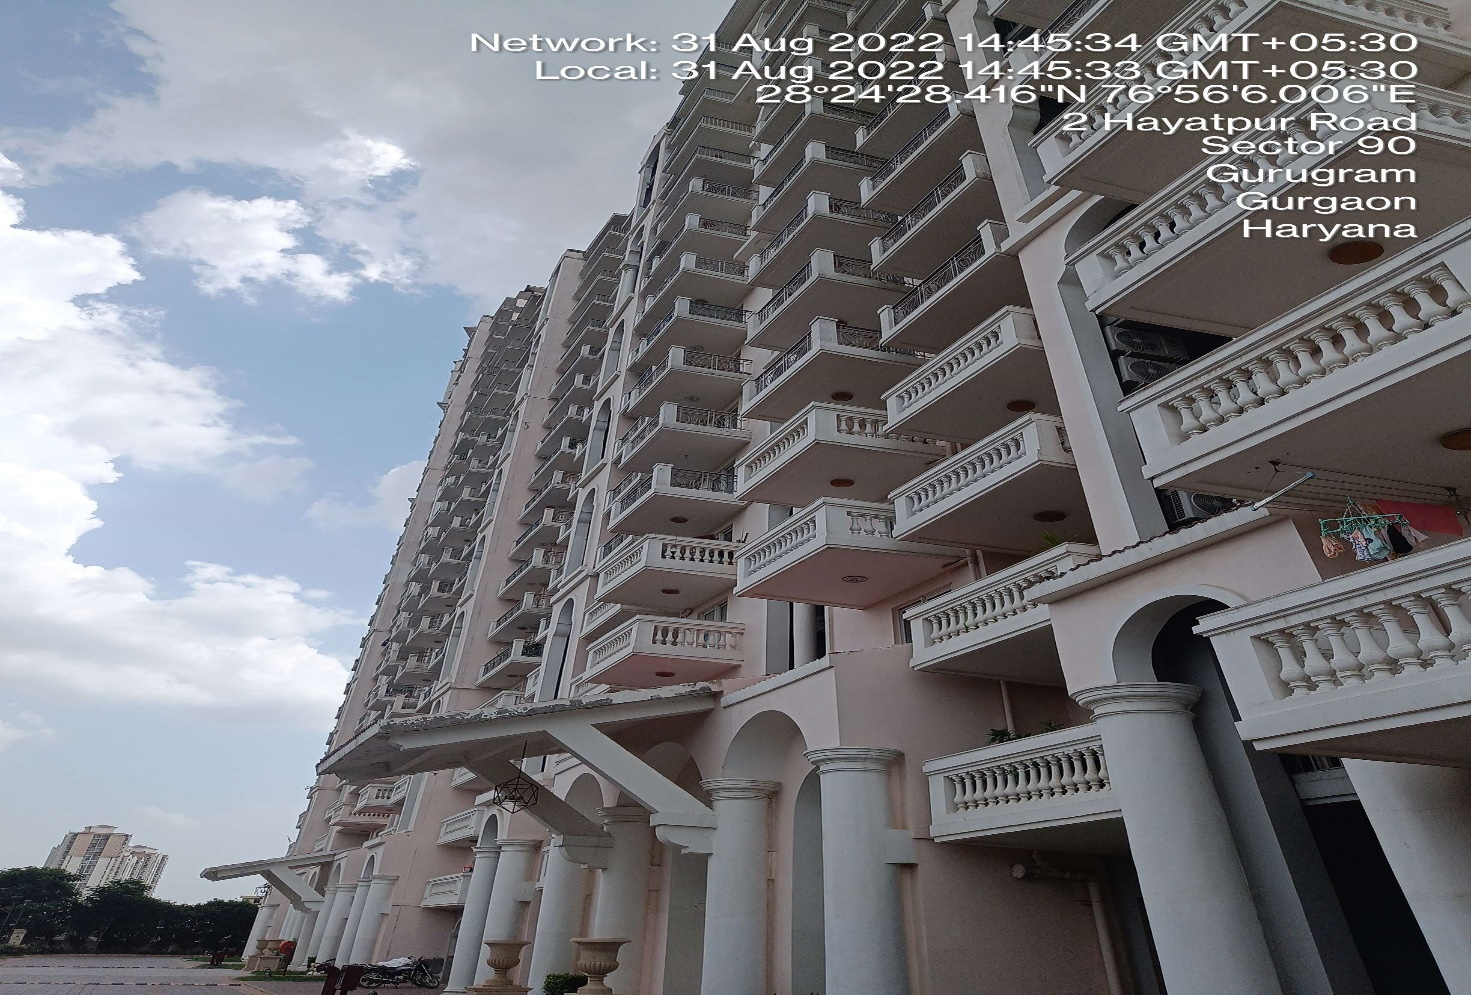 Network: 31 Aug 2022 14:45:34 GMT+05:30
Local: 31 Aug 2022 14:45:33 GMT+05:30
28°24'28.416"N 76°56'6.006"E
2 Hayatpur Road
Sector 90
Gurugram
Gurgaon
Haryana